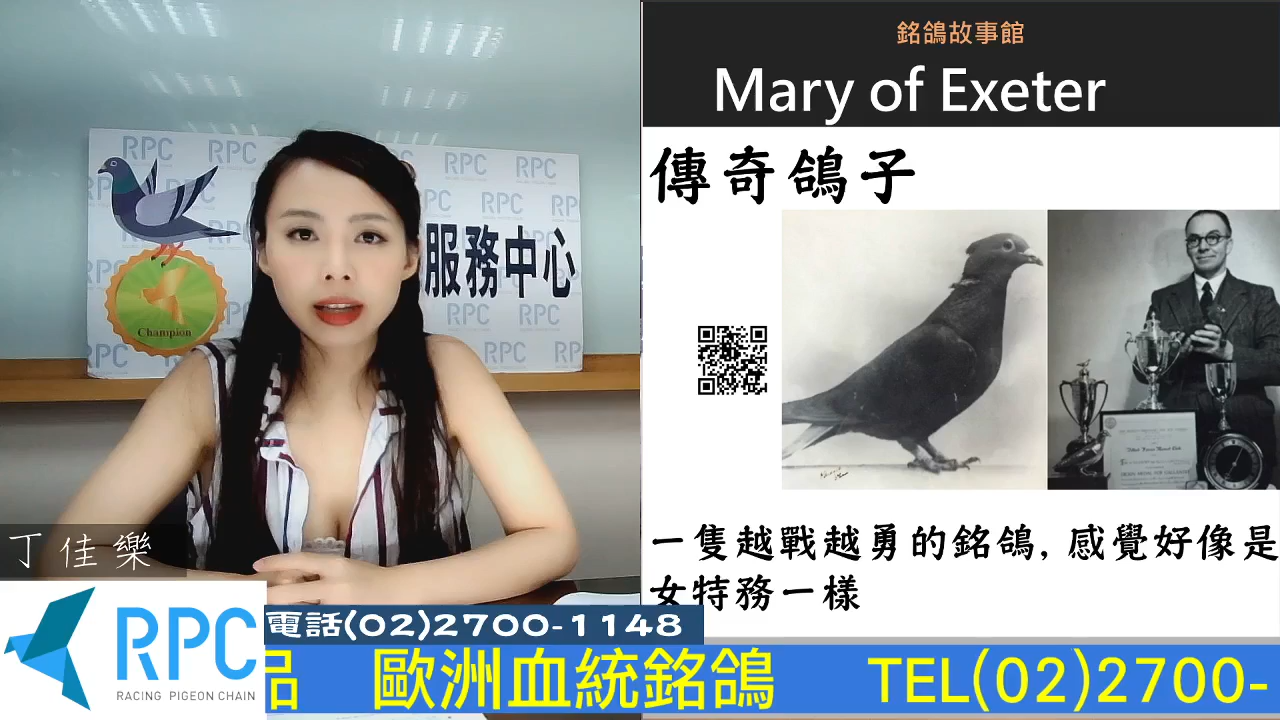 銘鴿故事館
Mary of Exeter
傳奇鴿子
RPC RPC RPC RPC
RPC RPC
服務中心
Champion
RPC RPC RPC
一隻越戰越勇的銘鴿, 感覺好像是
女特務一樣
丁佳樂
RPC
RACING PIGEON CHAIN
電話(02)2700-1148
品 歐洲血統銘鴿 TEL(02)2700-